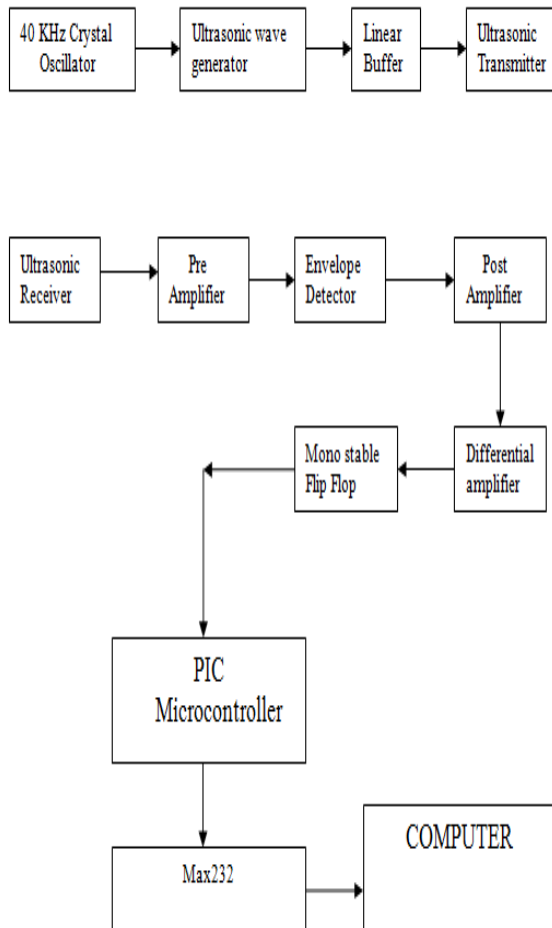 40 KHz Crystal
Oscillator
Ultrasonic wave
generator
Linear
Buffer
Ultrasonic
Transmitter
Ultrasonic
Receiver
Pre
Amplifier
Envelope
Detector
Post
Amplifier
Mono stable
Flip Flop
Differential
amplifier
PIC
Microcontroller
Max232
COMPUTER